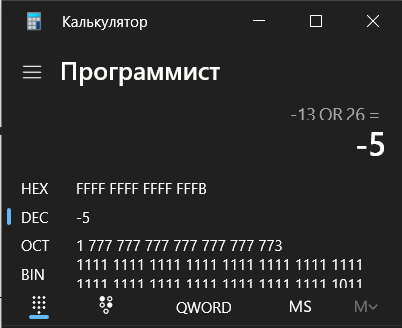 Калькулятор
Программист
-13 OR 26 =
-5
HEX FFFF FFFF FFFF FFFB
DEC -5
OCT 1 777 777 777 777 777 777 773
BIN 1111 1111 1111 1111 1111 1111 1111 1111
1111 1111 1111 1111 1111 1111 1111 1011
QWORD MS M